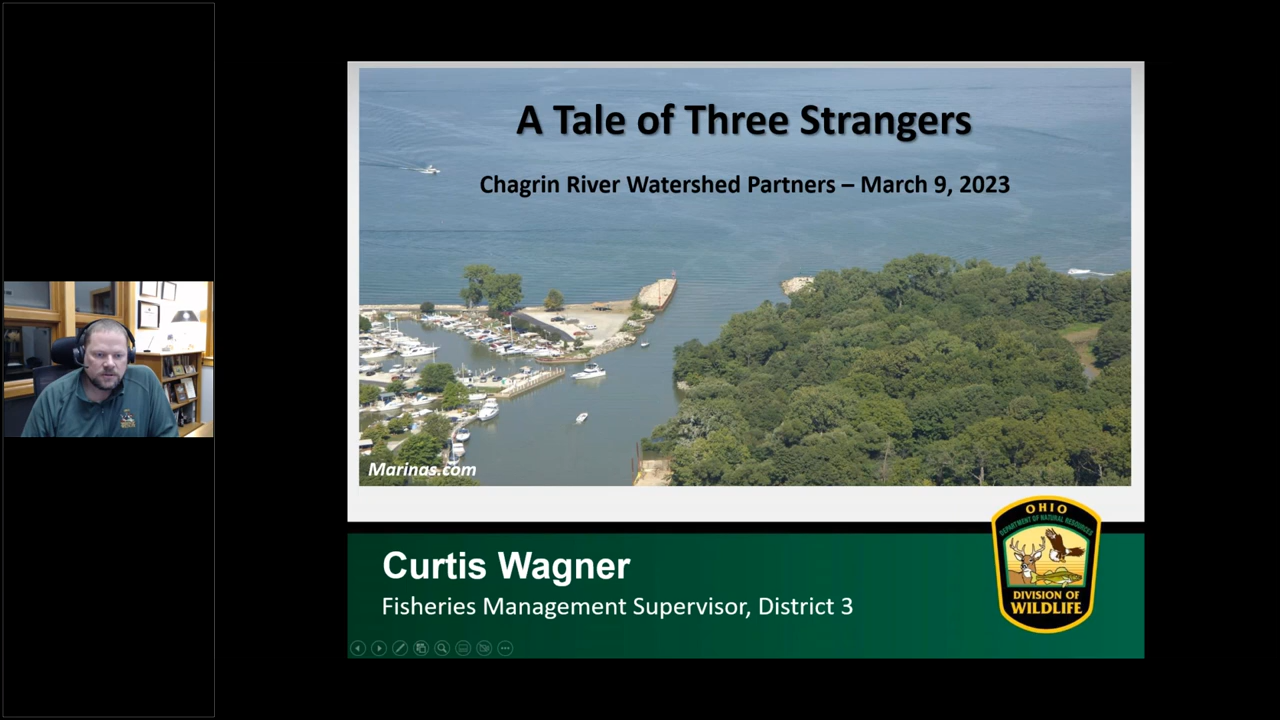 A Tale of Three Strangers
Chagrin River Watershed Partners – March 9, 2023
Marinas.com
OHIO
DEPARTMENT OF NATURAL RESOURCES
DIVISION OF
WILDLIFE
Curtis Wagner
Fisheries Management Supervisor, District 3